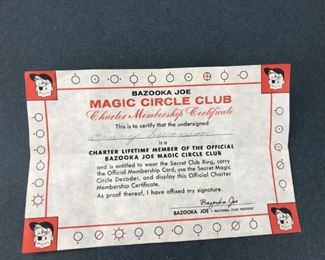 BAZOOKA JOE
MAGIC CIRCLE CLUB
Charter Membership Certificate
This is to certify that the undersigned
is a
CHARTER LIFETIME MEMBER OF THE OFFICIAL
BAZOOKA JOE MAGIC CIRCLE CLUB
and is entitled to wear the Secret Club Ring, carry
the Official Membership Card, use the Secret Magic
Circle Decoder, and display this Official Charter
Membership Certificate.
As proof thereof, I have affixed my signature.
Bazooka Joe
BAZOOKA JOE • NATIONAL CLUB PRESIDENT